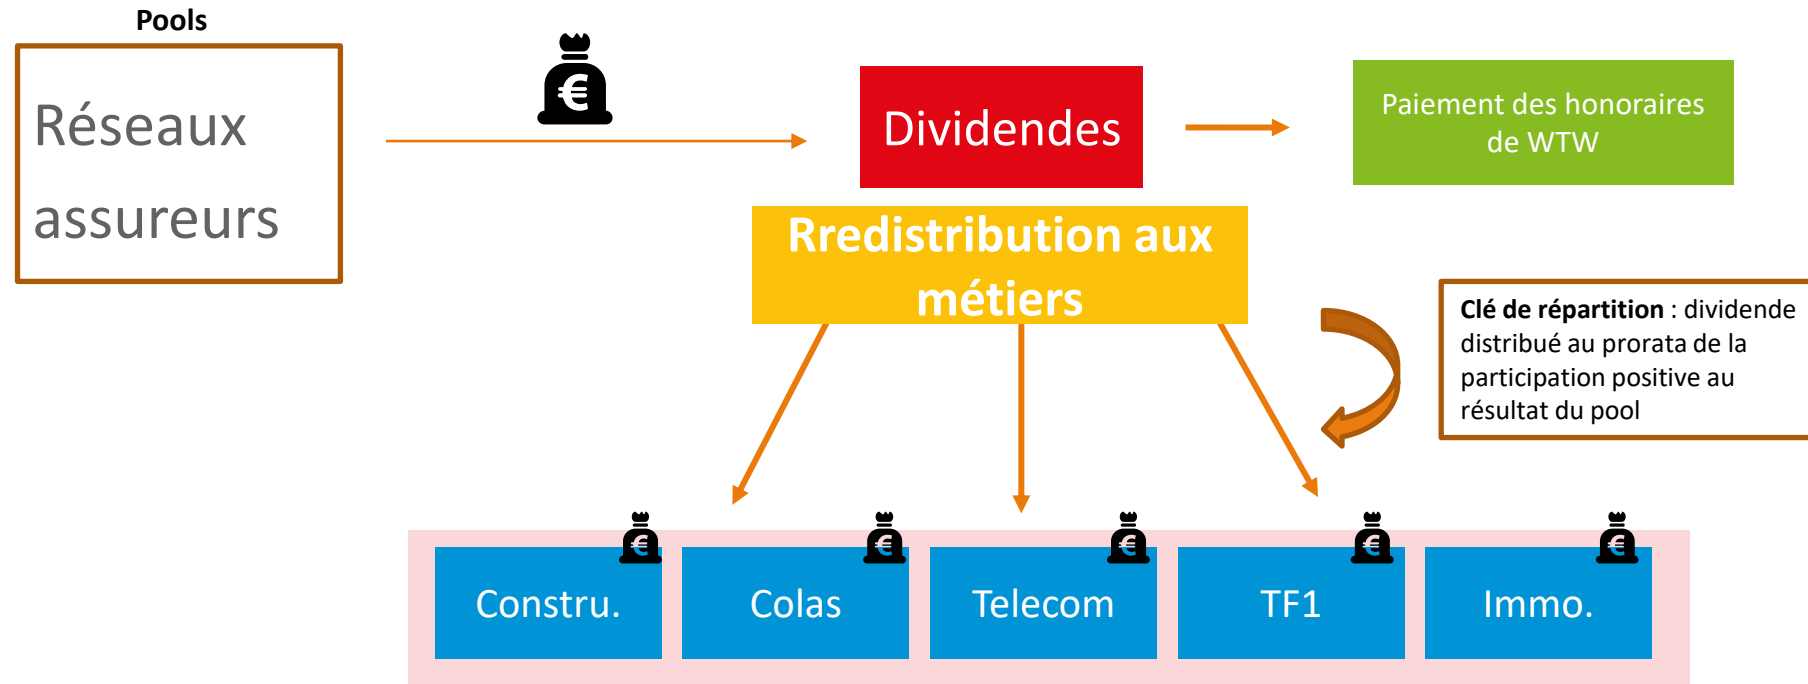 Pools
Réseaux
assureurs
€
Dividendes
Paiement des honoraires
de WTW
Rredistribution aux
métiers
Clé de répartition : dividende
distribué au prorata de la
participation positive au
résultat du pool
€
€
€
€
€
Constru.
Colas
Telecom
TF1
Immo.